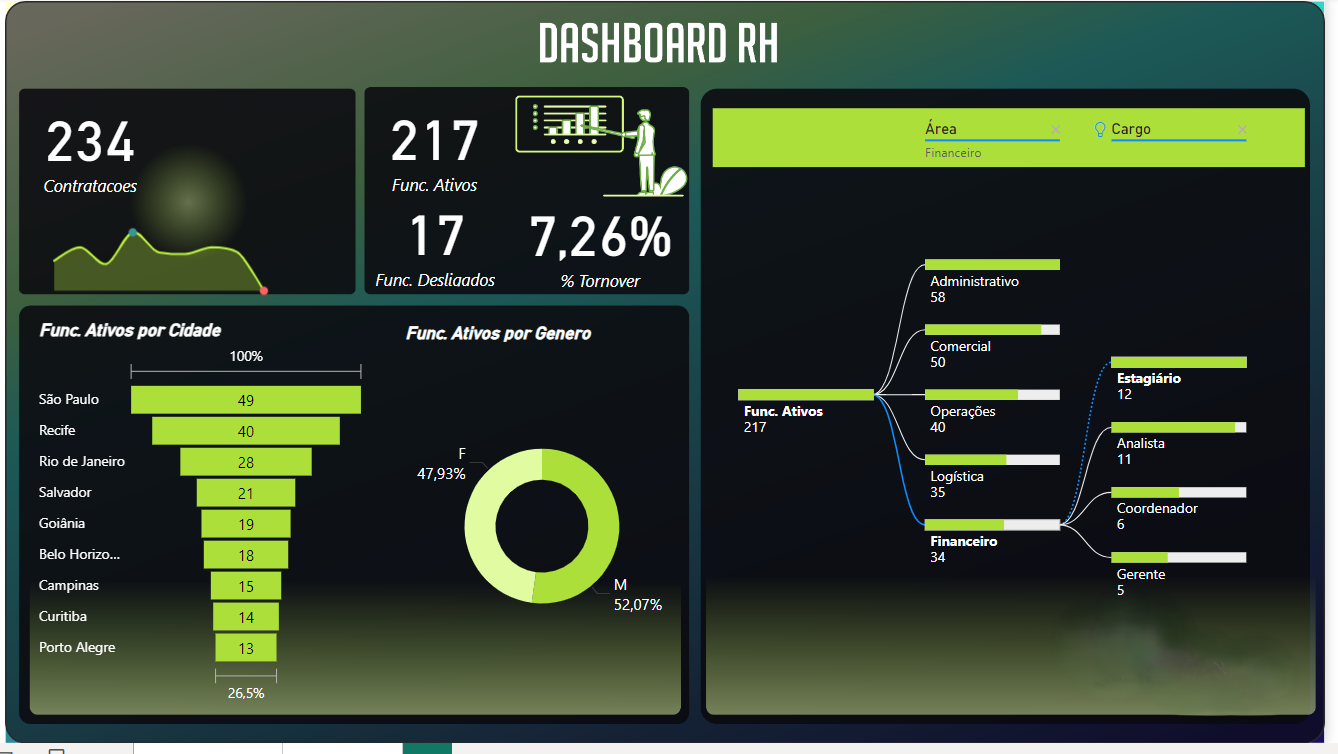 DASHBOARD RH
234
Contratacoes
217
Func. Ativos
17
Func. Desligados
7,26%
% Tornover
Func. Ativos por Cidade
100%
São Paulo 49
Recife 40
Rio de Janeiro 28
Salvador 21
Goiânia 19
Belo Horizo... 18
Campinas 15
Curitiba 14
Porto Alegre 13
26,5%
Func. Ativos por Genero
F
47,93%
M
52,07%
Área
Financeiro
Cargo
Func. Ativos
217
Administrativo
58
Comercial
50
Operações
40
Logística
35
Financeiro
34
Estagiário
12
Analista
11
Coordenador
6
Gerente
5